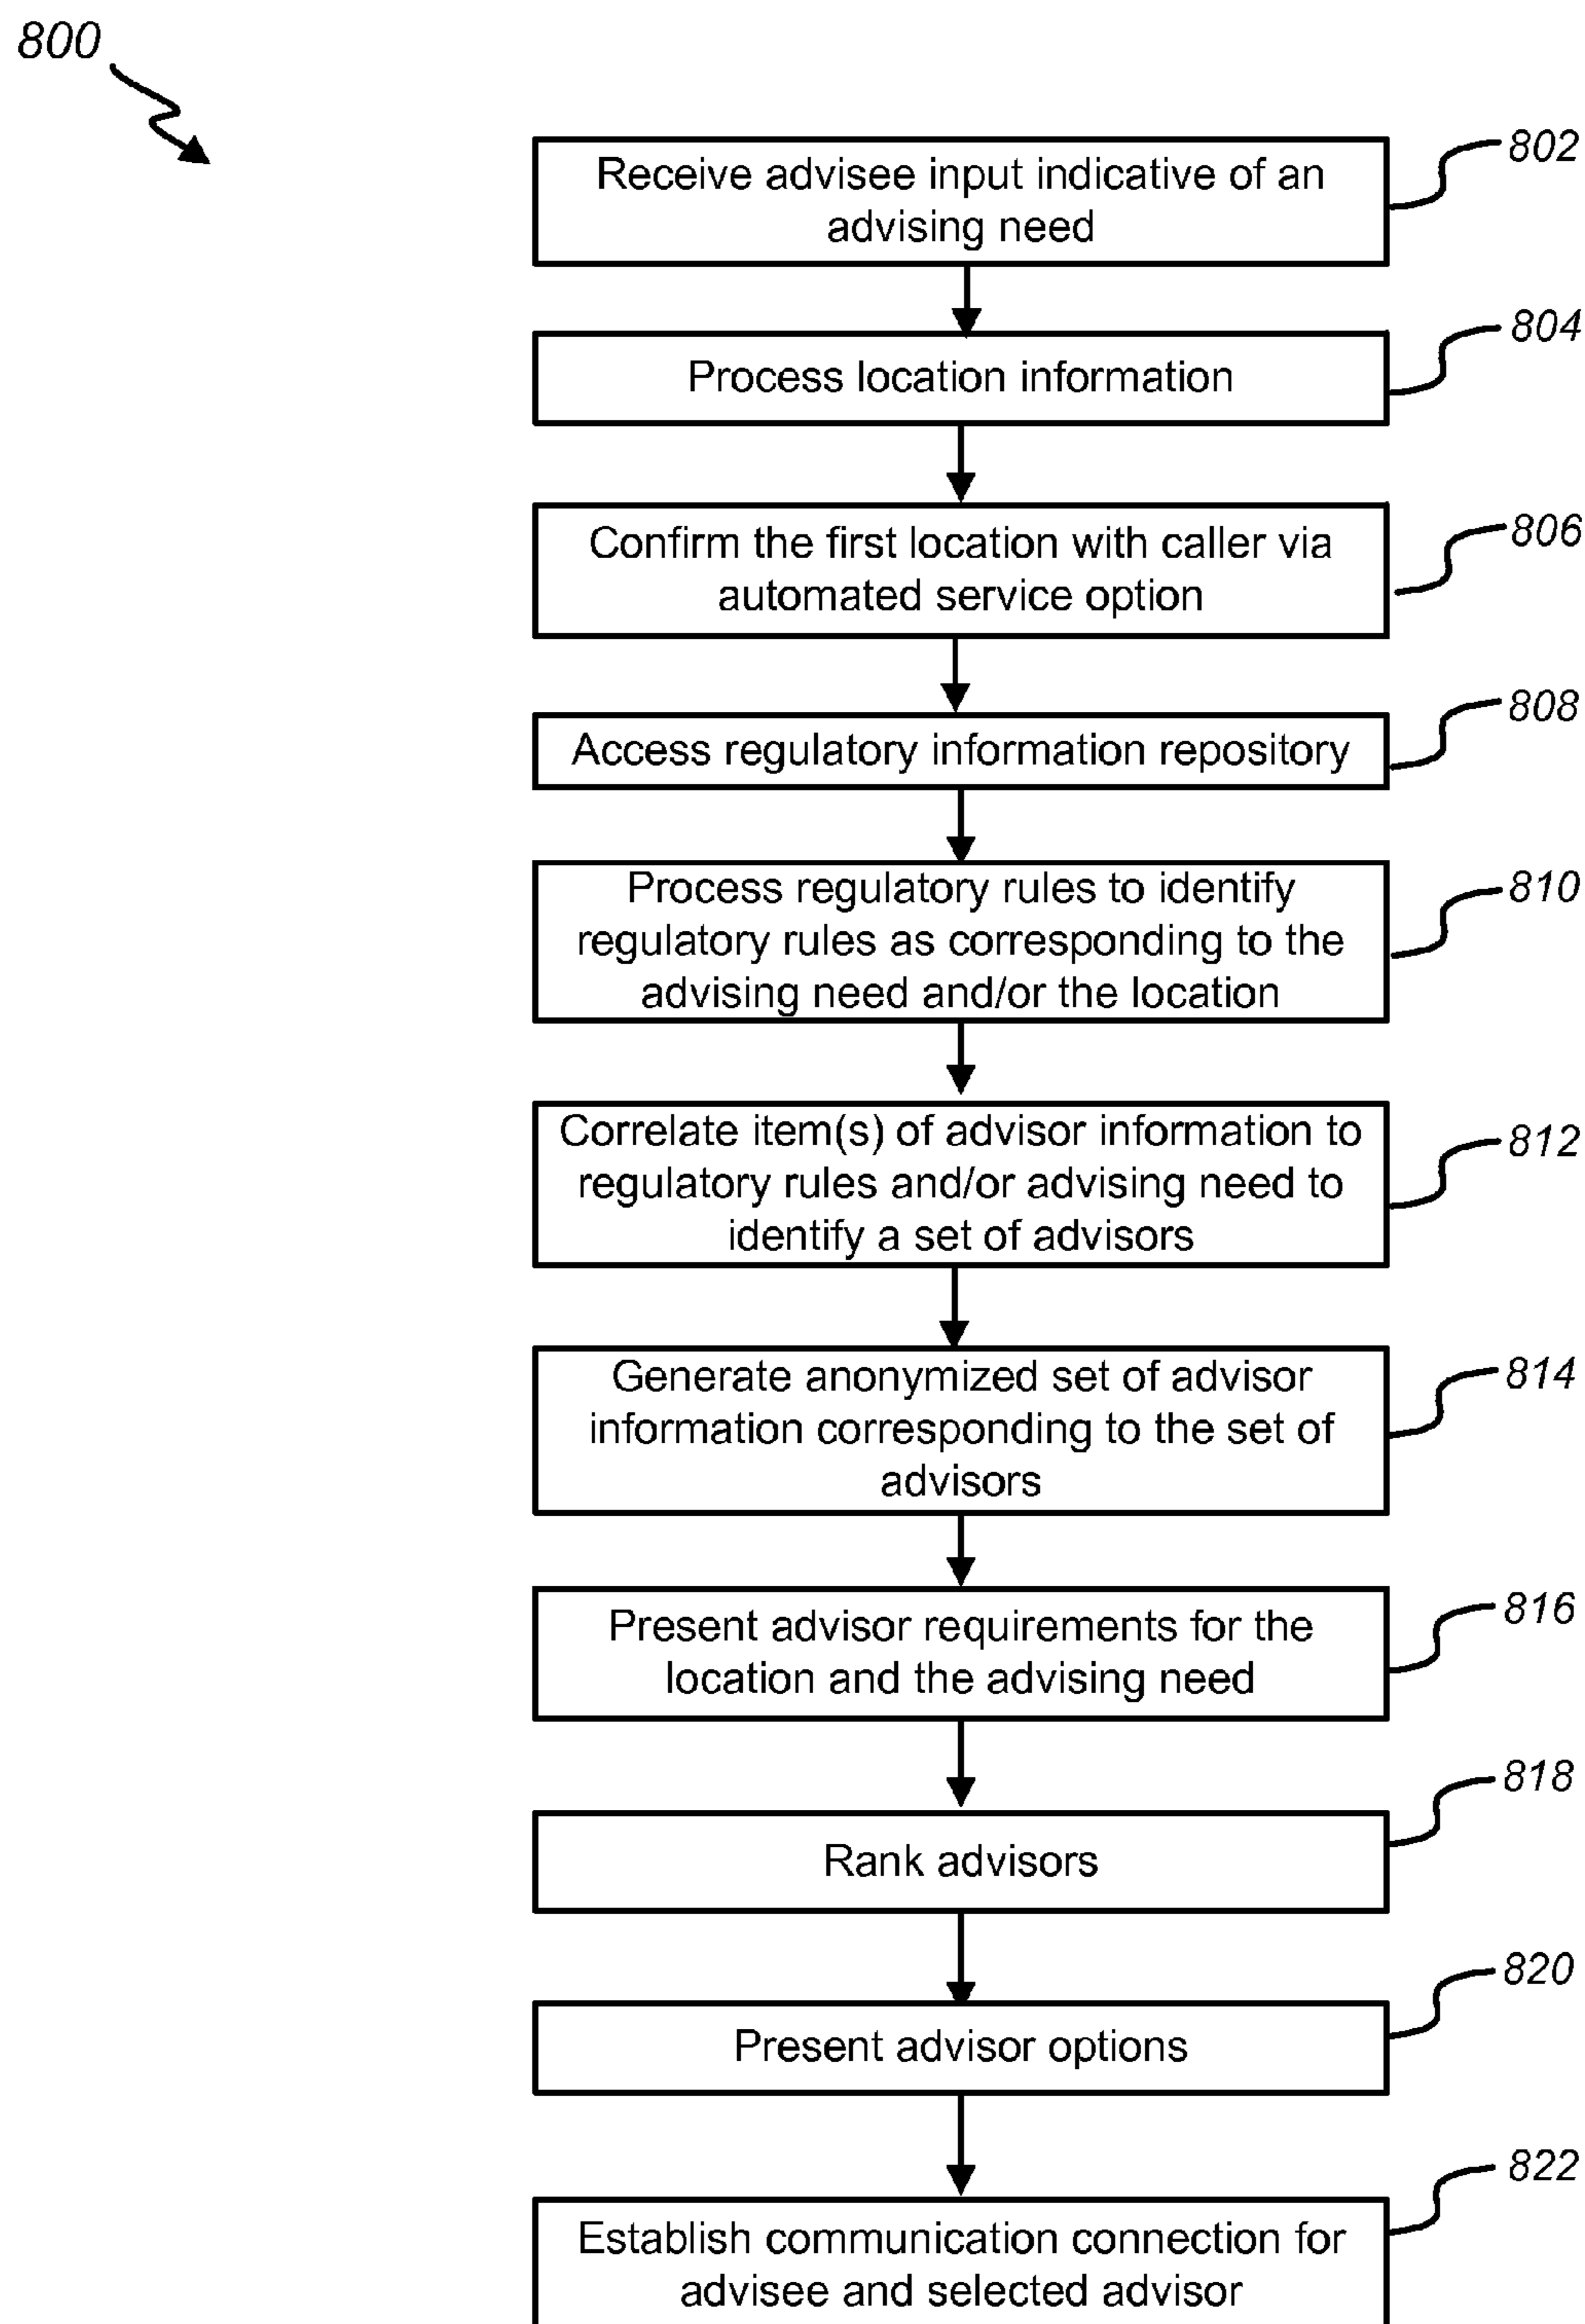 800
Receive advisee input indicative of an
advising need
802
Process location information
804
Confirm the first location with caller via
automated service option
806
Access regulatory information repository
808
Process regulatory rules to identify
regulatory rules as corresponding to the
advising need and/or the location
810
Correlate item(s) of advisor information to
regulatory rules and/or advising need to
identify a set of advisors
812
Generate anonymized set of advisor
information corresponding to the set of
advisors
814
Present advisor requirements for the
location and the advising need
816
Rank advisors
818
Present advisor options
820
Establish communication connection for
advisee and selected advisor
822